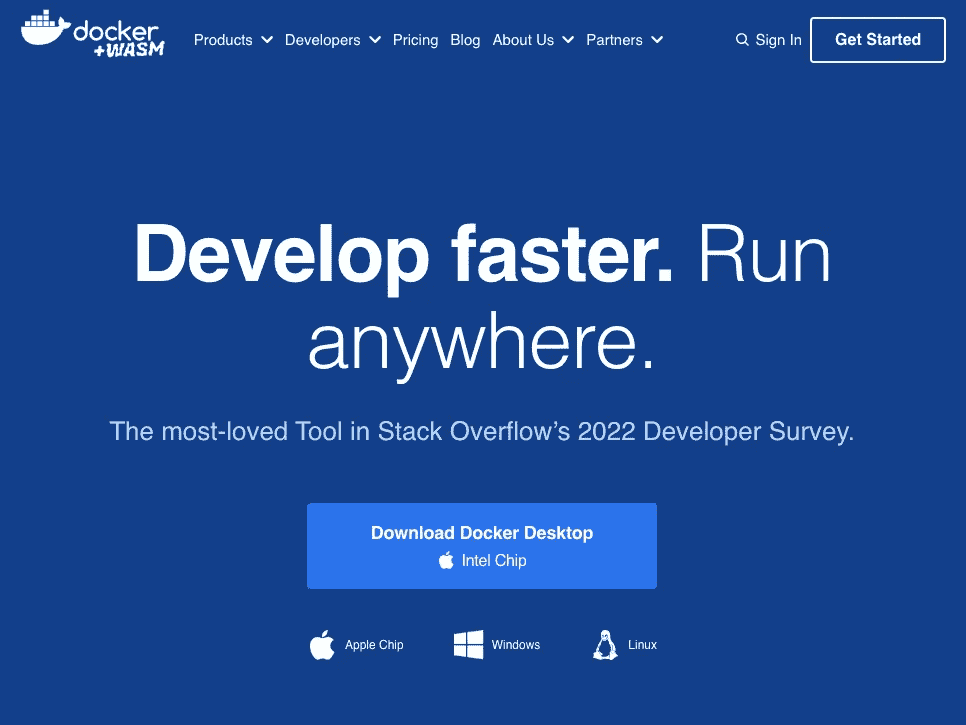 docker
+WASM
Products Developers Pricing Blog About Us Partners Sign In Get Started
Develop faster. Run
anywhere.
The most-loved Tool in Stack Overflow’s 2022 Developer Survey.
Download Docker Desktop
Intel Chip
Apple Chip Windows Linux